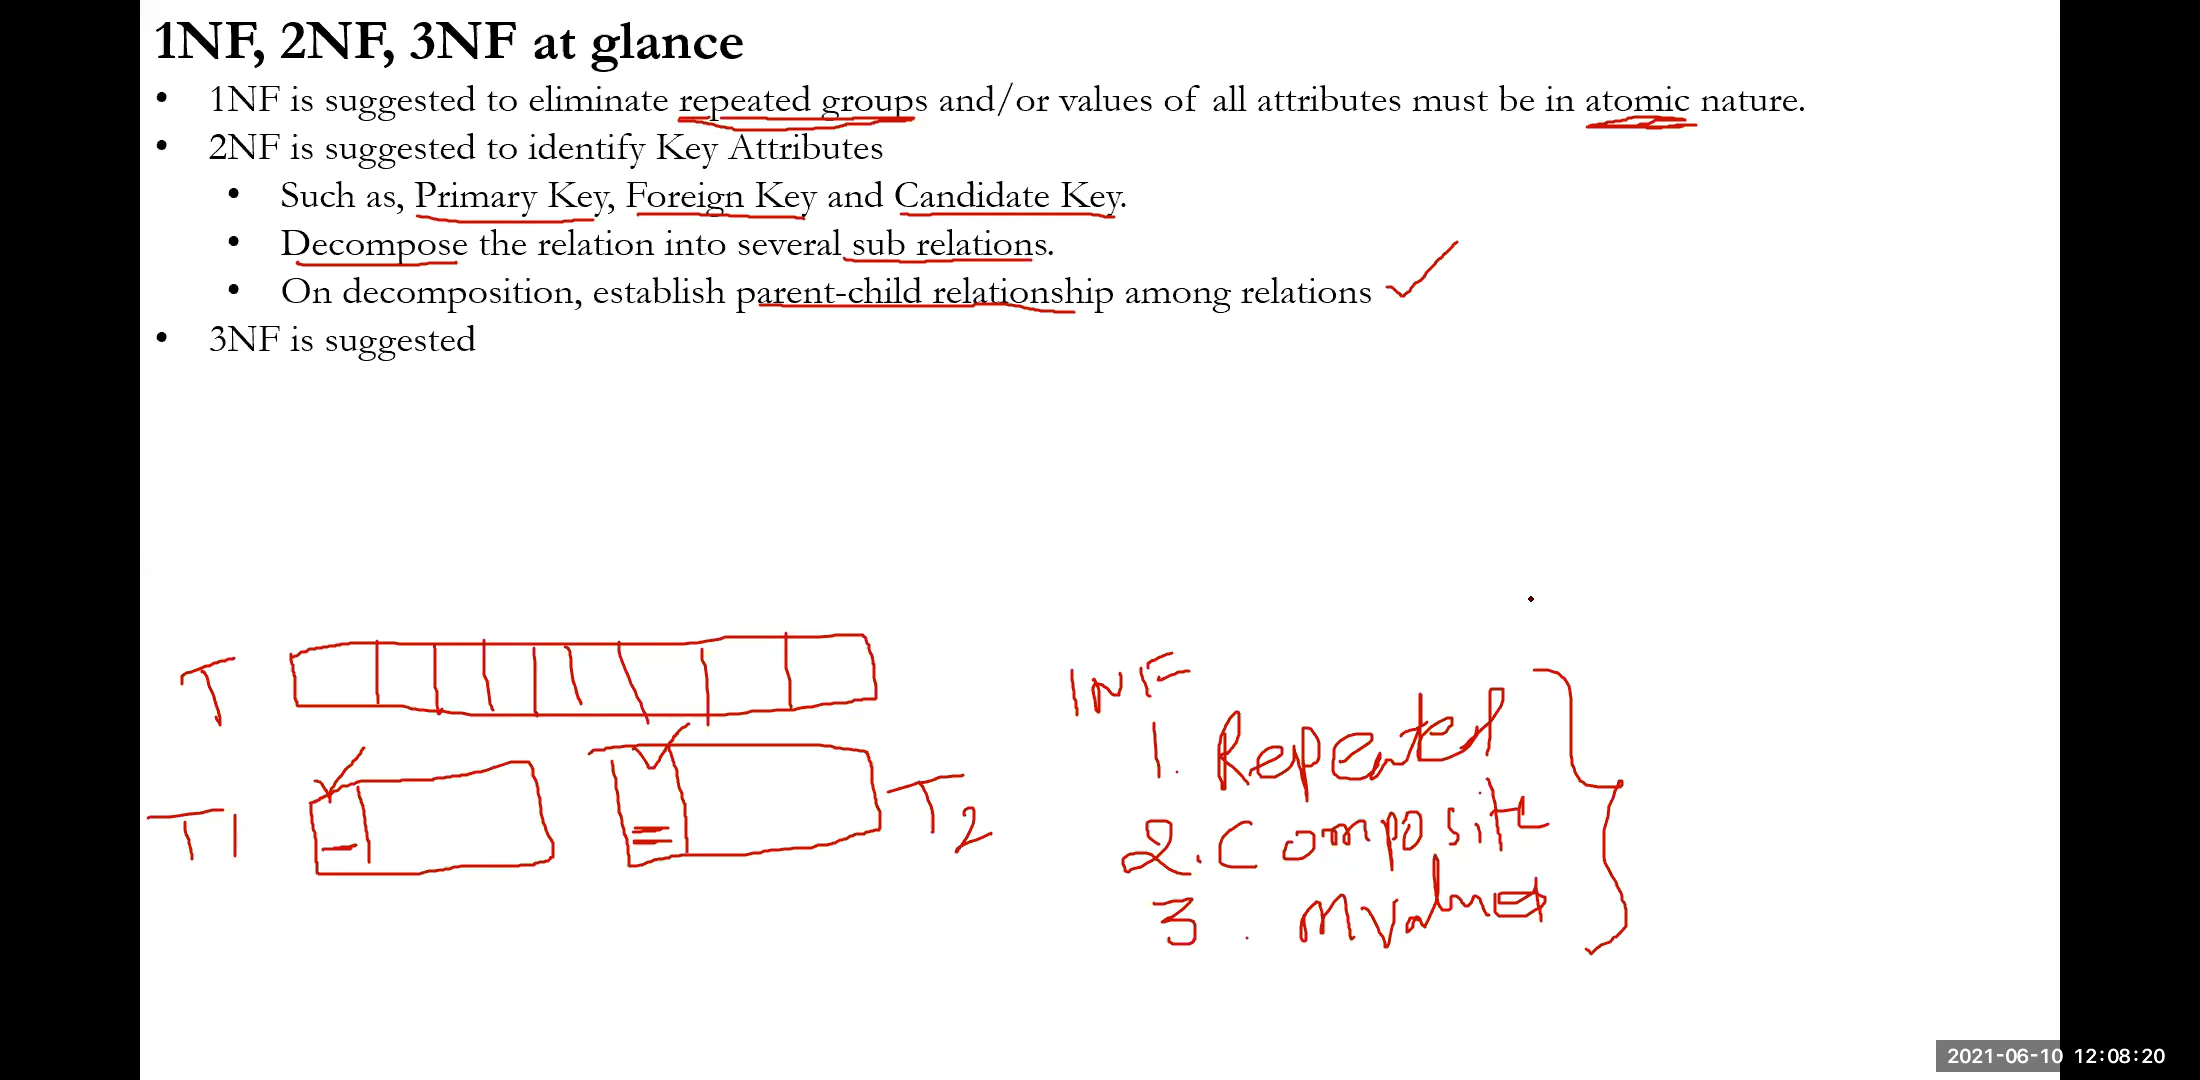 1NF, 2NF, 3NF at glance
• 1NF is suggested to eliminate repeated groups and/or values of all attributes must be in atomic nature.
• 2NF is suggested to identify Key Attributes
• Such as, Primary Key, Foreign Key and Candidate Key.
• Decompose the relation into several sub relations.
• On decomposition, establish parent-child relationship among relations
• 3NF is suggested
T
T1
T2
1NF
1. Repeated
2. Composite
3. Mvalued
2021-06-10 12:08:20